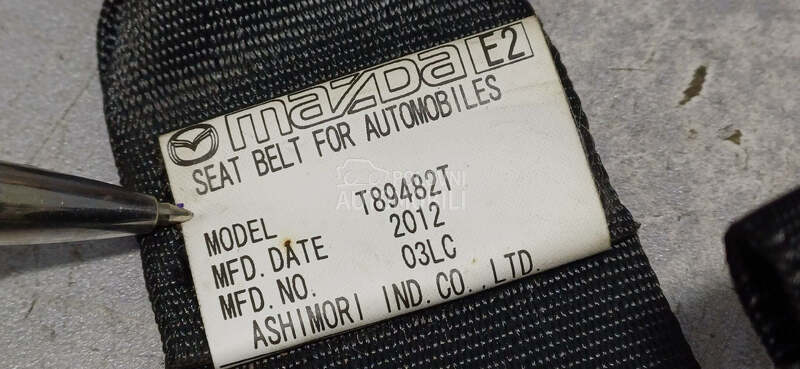 mazda E2
SEAT BELT FOR AUTOMOBILES
MODEL T89482T
MFD. DATE 2012
MFD. NO. 03LC
ASHIMORI IND. CO., LTD.